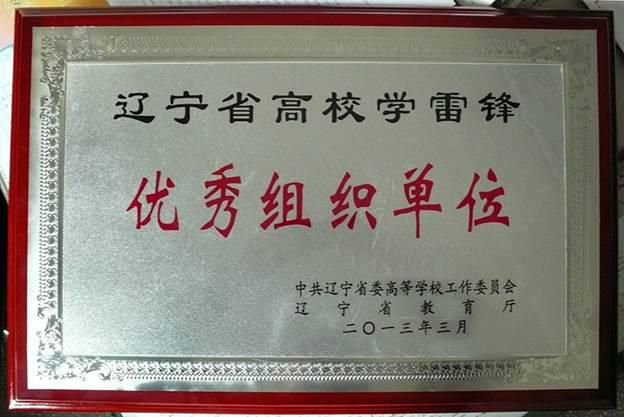 辽宁省高校学雷锋
优秀组织单位
中共辽宁省委高等学校工作委员会
辽宁省教育厅
二〇一三年三月